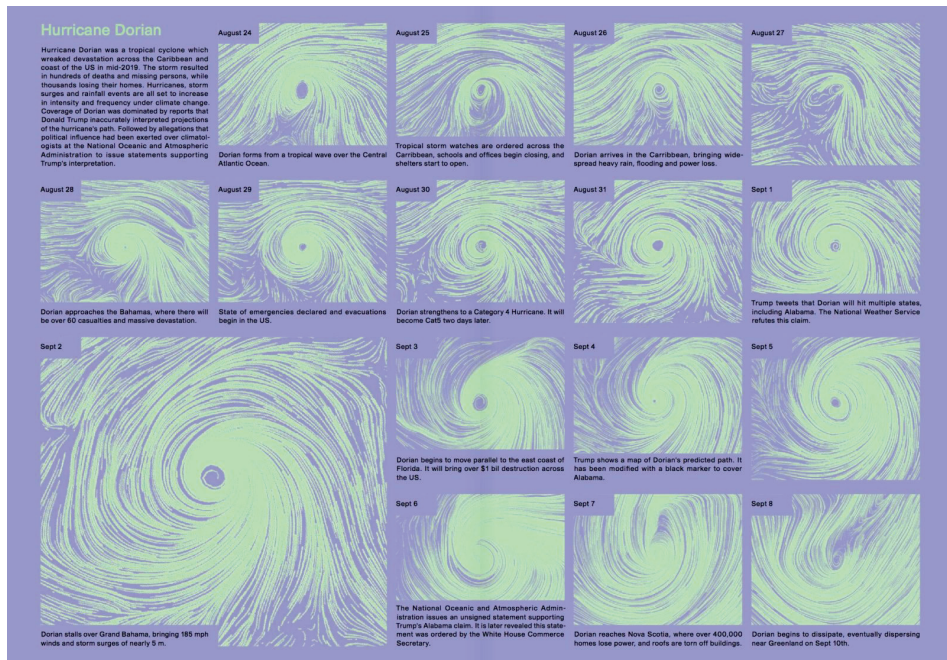 Hurricane Dorian
Hurricane Dorian was a tropical cyclone which
wreaked devastation across the Caribbean and
coast of the US in mid-2019. The storm resulted
in hundreds of deaths and missing persons, while
thousands losing their homes. Hurricanes, storm
surges and rainfall events are all set to increase
in intensity and frequency under climate change.
Coverage of Dorian was dominated by reports that
Donald Trump inaccurately interpreted projections
of the hurricane's path. Followed by allegations that
political influence had been exerted over climatol-
ogists at the National Oceanic and Atmospheric
Administration to issue statements supporting
Trump's interpretation.
August 24
Dorian forms from a tropical wave over the Central
Atlantic Ocean.
August 25
Tropical storm watches are ordered across the
Carribbean, schools and offices begin closing, and
shelters start to open.
August 26
Dorian arrives in the Carribbean, bringing wide-
spread heavy rain, flooding and power loss.
August 27
August 28
Dorian approaches the Bahamas, where there will
be over 60 casualties and massive devastation.
August 29
State of emergencies declared and evacuations
begin in the US.
August 30
Dorian strengthens to a Category 4 Hurricane. It will
become Cat5 two days later.
August 31
Sept 1
Trump tweets that Dorian will hit multiple states,
including Alabama. The National Weather Service
refutes this claim.
Sept 2
Dorian stalls over Grand Bahama, bringing 185 mph
winds and storm surges of nearly 5 m.
Sept 3
Dorian begins to move parallel to the east coast of
Florida. It will bring over $1 bil destruction across
the US.
Sept 4
Trump shows a map of Dorian's predicted path. It
has been modified with a black marker to cover
Alabama.
Sept 5
Sept 6
The National Oceanic and Atmospheric Admin-
istration issues an unsigned statement supporting
Trump's Alabama claim. It is later revealed this state-
ment was ordered by the White House Commerce
Secretary.
Sept 7
Dorian reaches Nova Scotia, where over 400,000
homes lose power, and roofs are torn off buildings.
Sept 8
Dorian begins to dissipate, eventually dispersing
near Greenland on Sept 10th.